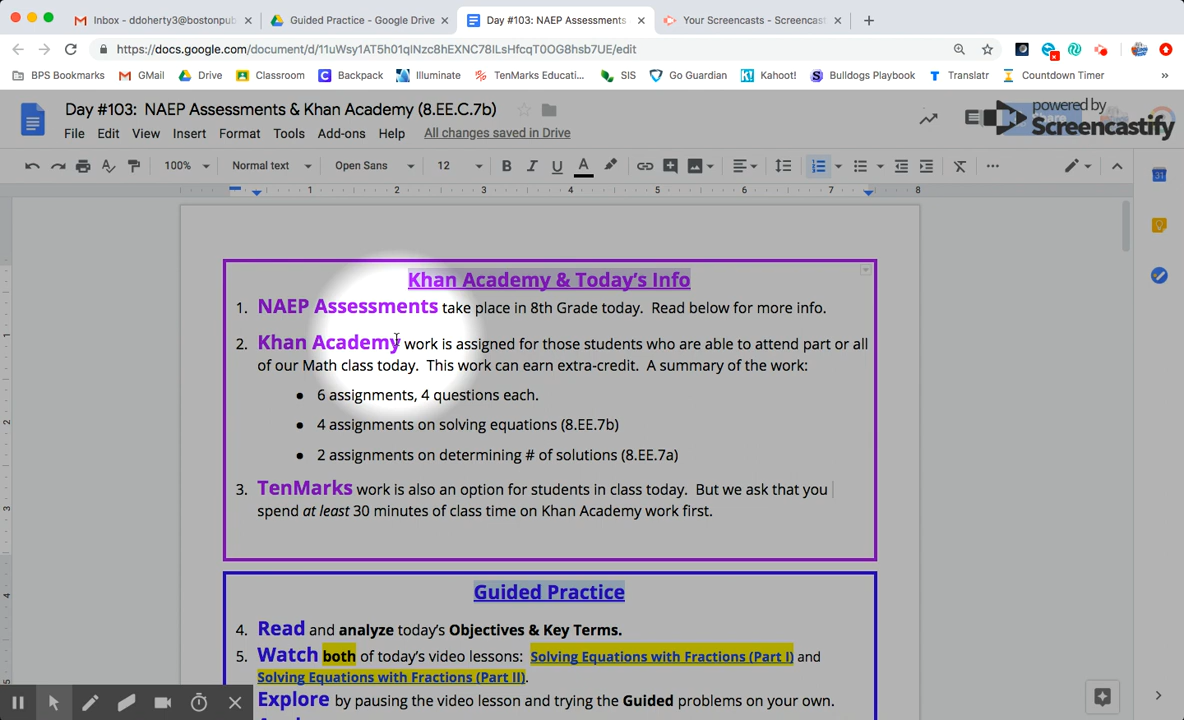 Inbox - ddoherty3@bostonpub
Guided Practice - Google Drive
Day #103: NAEP Assessments
Your Screencasts - Screencast
https://docs.google.com/document/d/11uWsy1AT5h01qINzc8hEXNC78ILsHfcqT0OG8hsb7UE/edit
BPS Bookmarks
GMail
Drive
Classroom
Backpack
Illuminate
TenMarks Educati...
SIS
Go Guardian
Kahoot!
Bulldogs Playbook
Translatr
Countdown Timer
Day #103: NAEP Assessments & Khan Academy (8.EE.C.7b)
powered by
Screencastify
File Edit View Insert Format Tools Add-ons Help All changes saved in Drive
100% Normal text Open Sans 12 B I U A
1 2 3 4 5 6 7 8
Khan Academy & Today's Info
1. NAEP Assessments take place in 8th Grade today. Read below for more info.
2. Khan Academy work is assigned for those students who are able to attend part or all
of our Math class today. This work can earn extra-credit. A summary of the work:
● 6 assignments, 4 questions each.
● 4 assignments on solving equations (8.EE.7b)
● 2 assignments on determining # of solutions (8.EE.7a)
3. TenMarks work is also an option for students in class today. But we ask that you
spend at least 30 minutes of class time on Khan Academy work first.
Guided Practice
4. Read and analyze today's Objectives & Key Terms.
5. Watch both of today's video lessons: Solving Equations with Fractions (Part I) and
Solving Equations with Fractions (Part II).
Explore by pausing the video lesson and trying the Guided problems on your own.